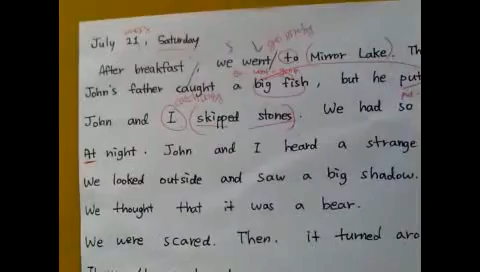 July 21, Saturday
After breakfast, we went to (Mirror Lake). Th
John's father caught a big fish, but he put
John and I (skipped stones). We had so
At night. John and I heard a strange
We looked outside and saw a big shadow.
We thought that it was a bear.
We were scared. Then. it turned aro